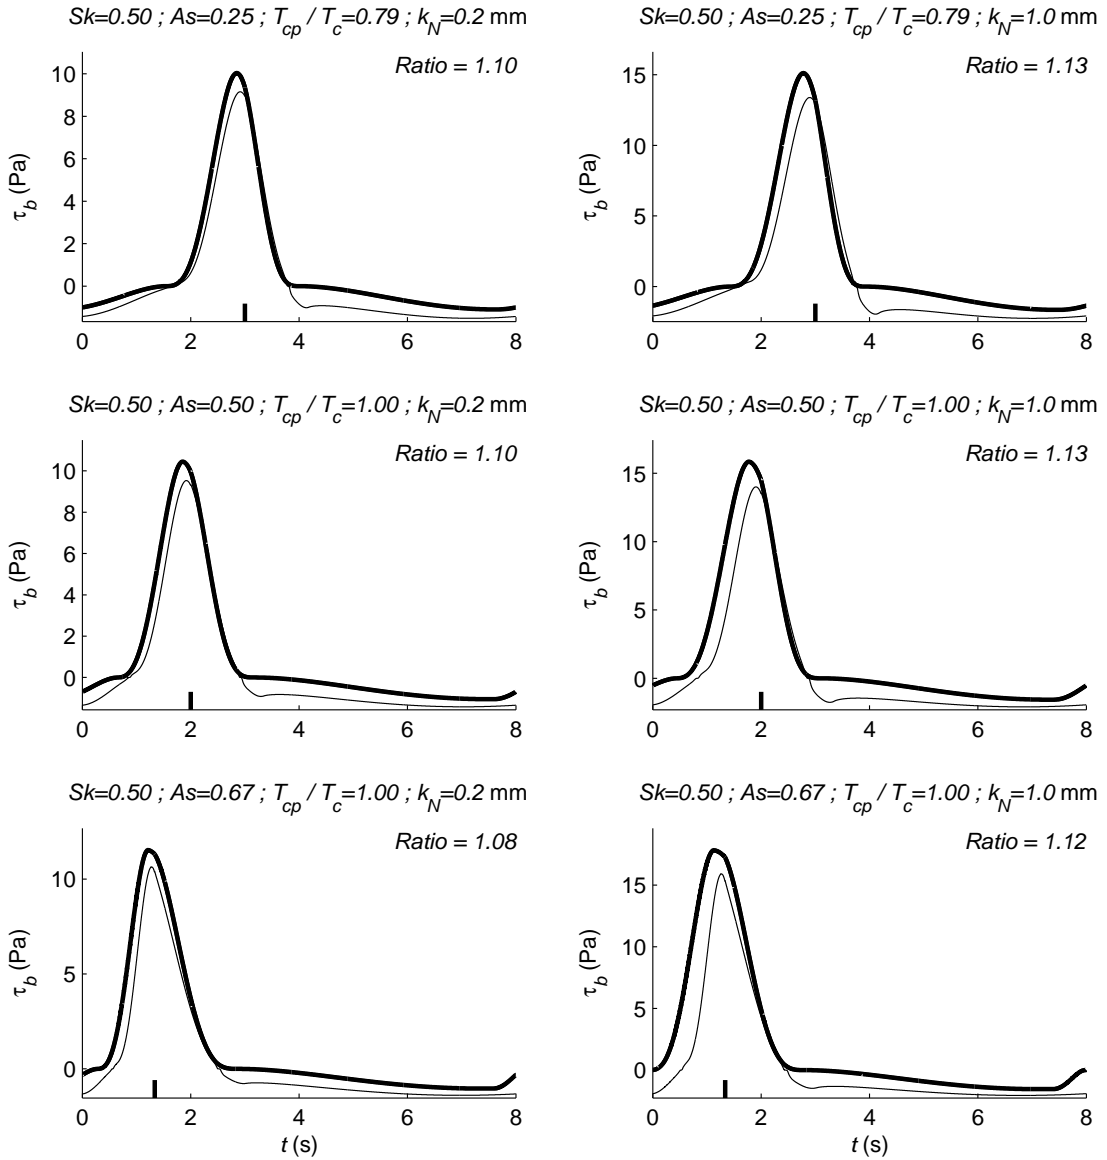 Sk=0.50 ; As=0.25 ; T_cp / T_c=0.79 ; k_N=0.2 mm
Ratio = 1.10
10
8
6
4
2
0
τ_b (Pa)
0 2 4 6 8
Sk=0.50 ; As=0.25 ; T_cp / T_c=0.79 ; k_N=1.0 mm
Ratio = 1.13
15
10
5
0
τ_b (Pa)
0 2 4 6 8
Sk=0.50 ; As=0.50 ; T_cp / T_c=1.00 ; k_N=0.2 mm
Ratio = 1.10
10
8
6
4
2
0
τ_b (Pa)
0 2 4 6 8
Sk=0.50 ; As=0.50 ; T_cp / T_c=1.00 ; k_N=1.0 mm
Ratio = 1.13
15
10
5
0
τ_b (Pa)
0 2 4 6 8
Sk=0.50 ; As=0.67 ; T_cp / T_c=1.00 ; k_N=0.2 mm
Ratio = 1.08
10
5
0
τ_b (Pa)
0 2 4 6 8
t (s)
Sk=0.50 ; As=0.67 ; T_cp / T_c=1.00 ; k_N=1.0 mm
Ratio = 1.12
15
10
5
0
τ_b (Pa)
0 2 4 6 8
t (s)